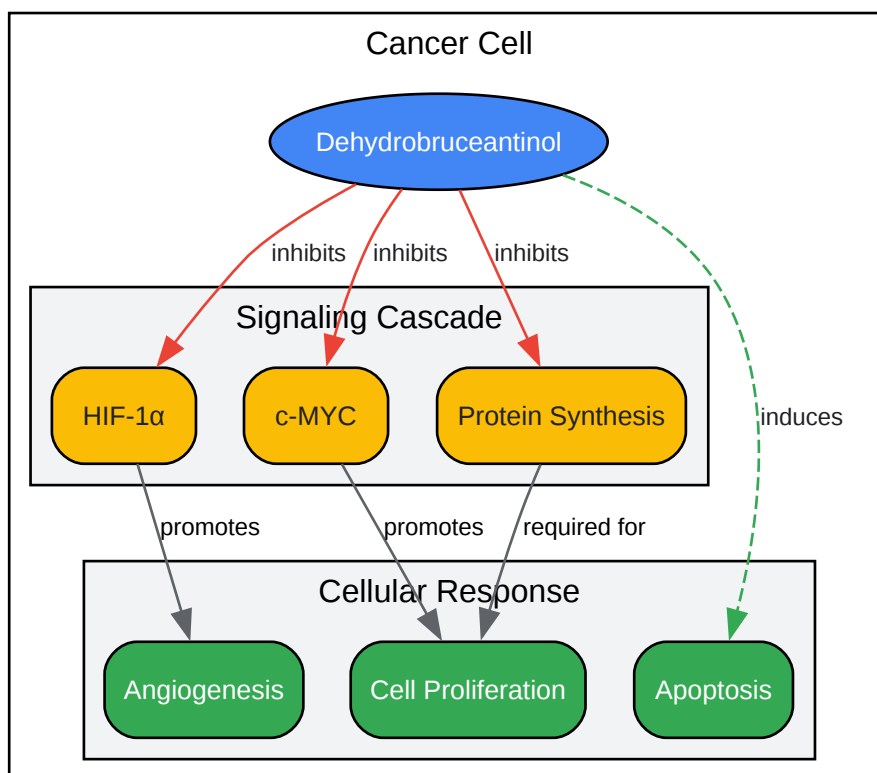 Cancer Cell
Dehydrobruceantinol
inhibits
inhibits
inhibits
Signaling Cascade
HIF-1α
c-MYC
Protein Synthesis
induces
promotes
promotes
required for
Cellular Response
Angiogenesis
Cell Proliferation
Apoptosis